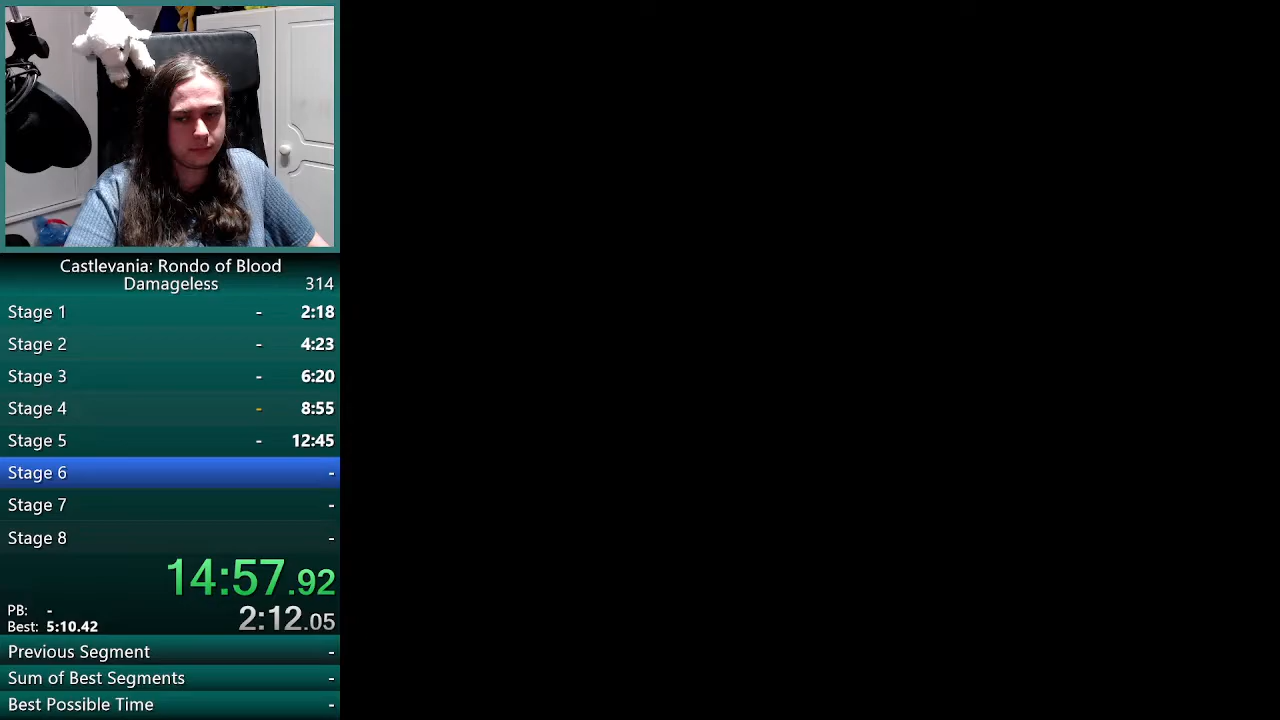 Castlevania: Rondo of Blood
Damageless 314
Stage 1 - 2:18
Stage 2 - 4:23
Stage 3 - 6:20
Stage 4 - 8:55
Stage 5 - 12:45
Stage 6 -
Stage 7 -
Stage 8 -
14:57.92
PB: -
Best: 5:10.42 2:12.05
Previous Segment -
Sum of Best Segments -
Best Possible Time -